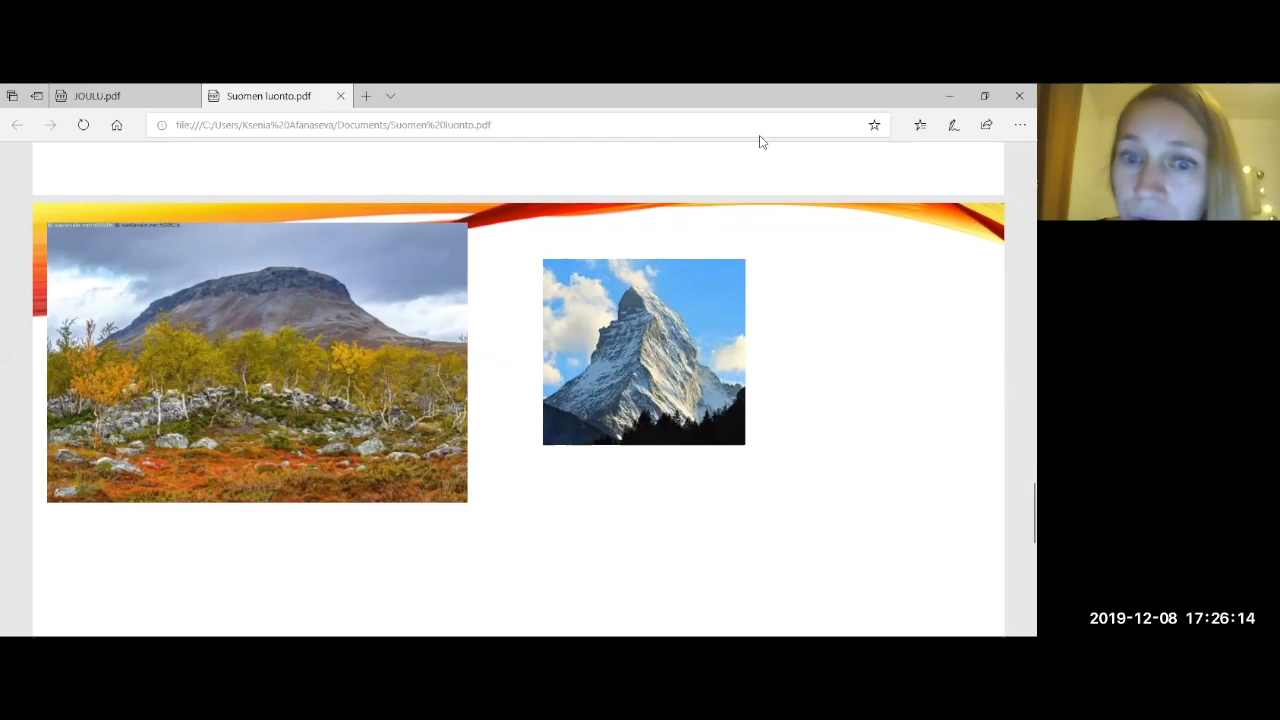 JOULU.pdf
Suomen luonto.pdf
file:///C:/Users/Ksenia%20Afanaseva/Documents/Suomen%20luonto.pdf
2019-12-08 17:26:14